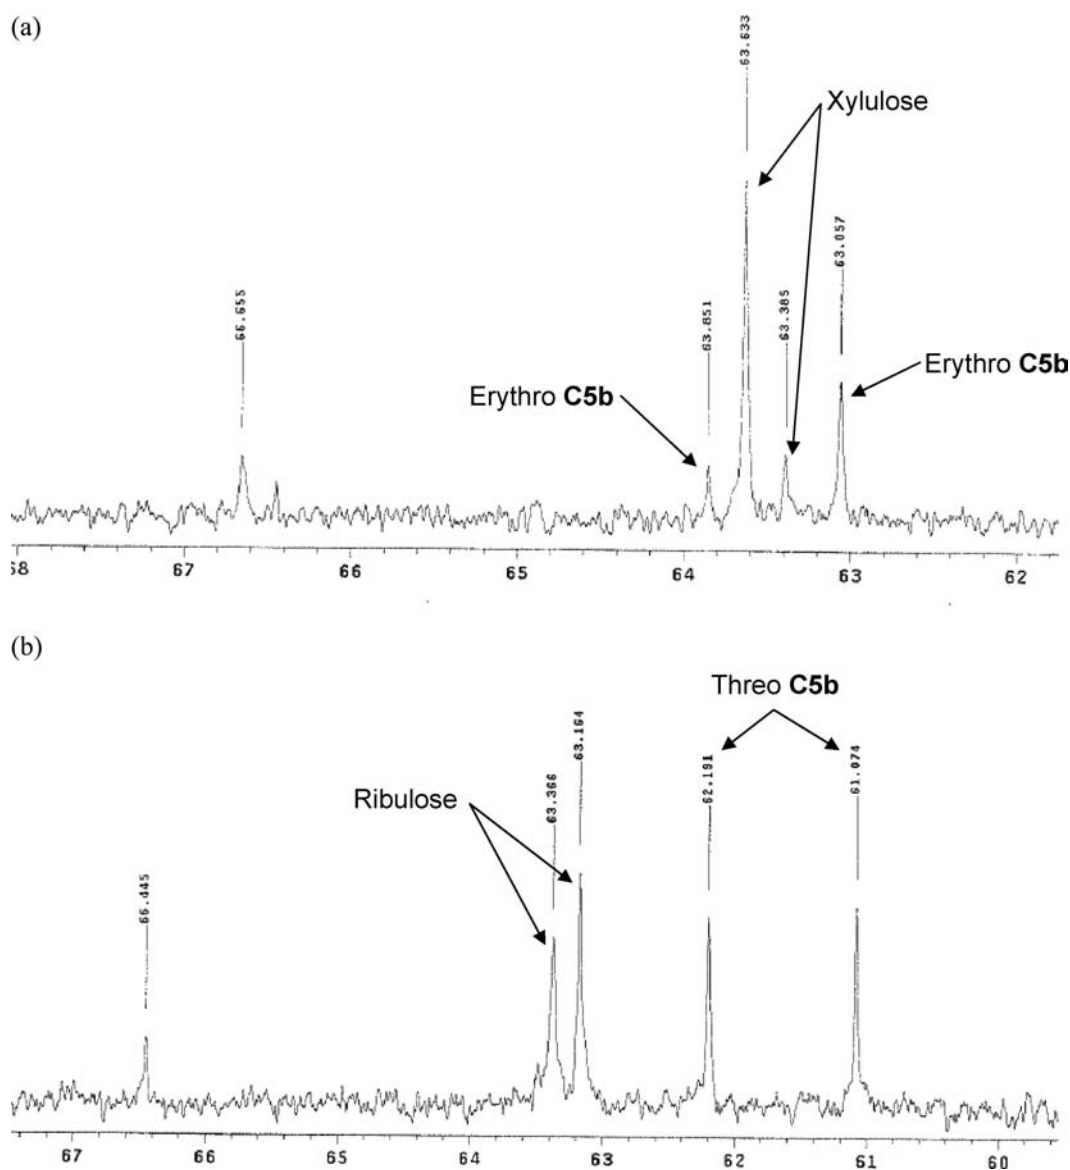 (a)
63.633
Xylulose
63.057
66.655
63.851
63.385
Erythro C5b
Erythro C5b
68 67 66 65 64 63 62
(b)
Threo C5b
63.164
62.191
61.074
Ribulose
63.366
66.445
67 66 65 64 63 62 61 60